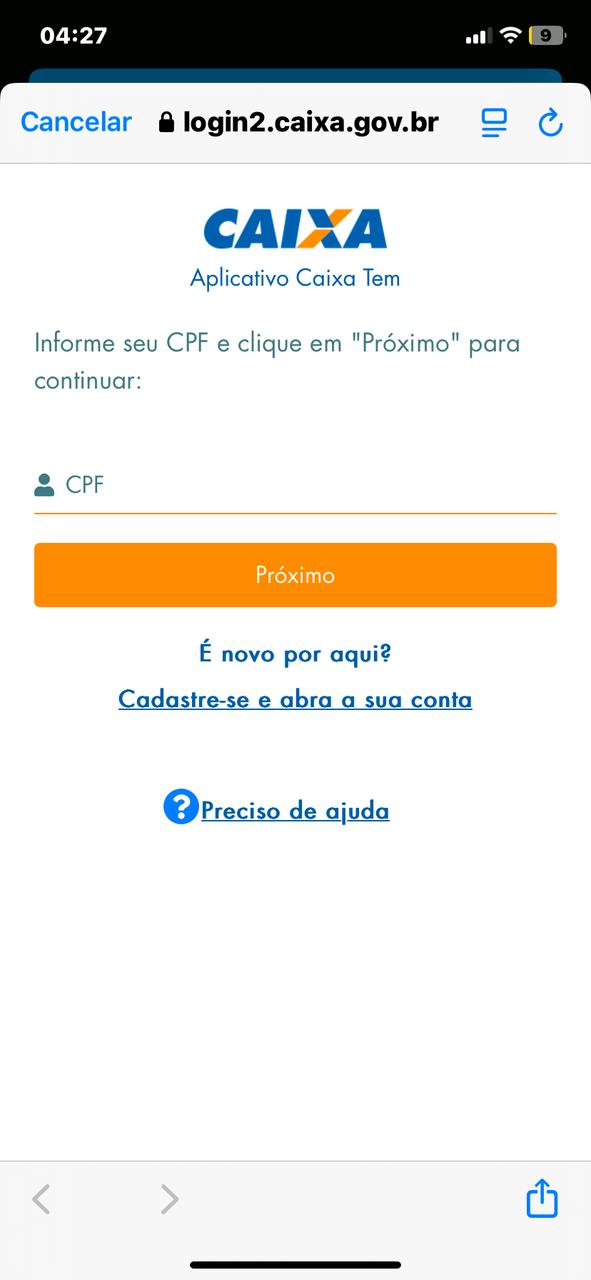 04:27
9
Cancelar
login2.caixa.gov.br
CAIXA
Aplicativo Caixa Tem
Informe seu CPF e clique em "Próximo" para
continuar:
CPF
Próximo
É novo por aqui?
Cadastre-se e abra a sua conta
?
Preciso de ajuda